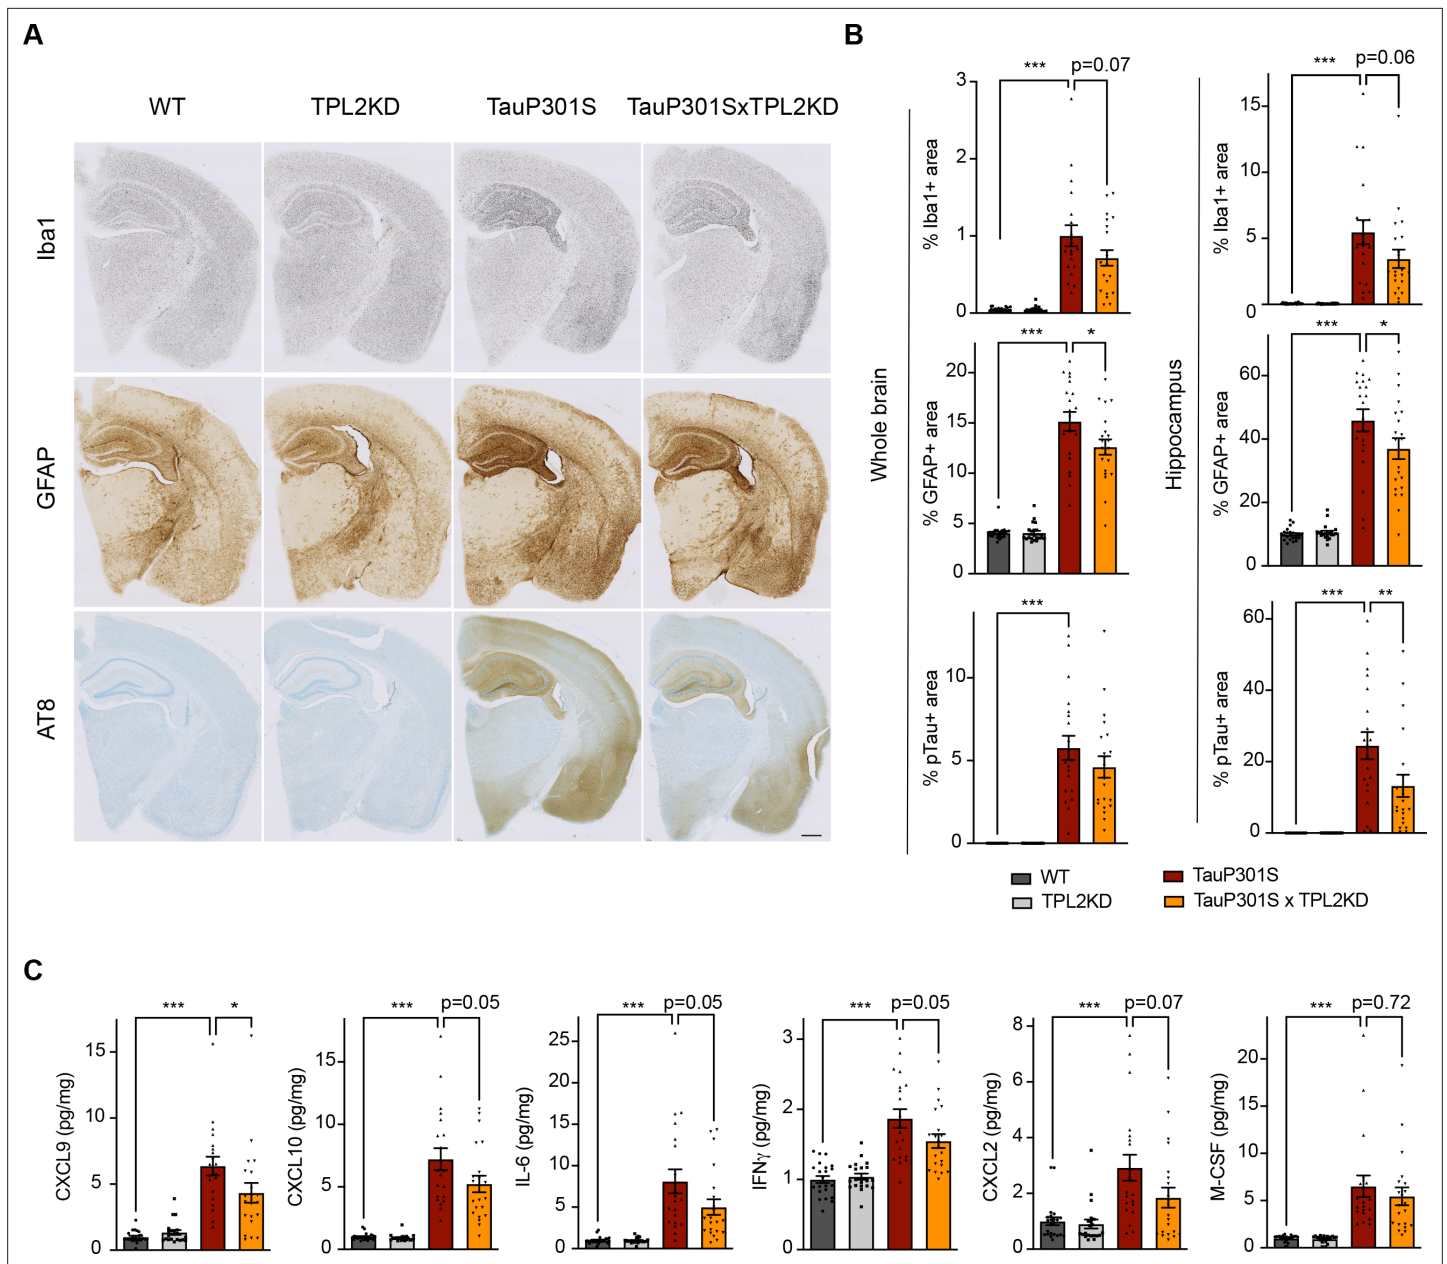 A
WT
TPL2KD
TauP301S
TauP301SxTPL2KD
Iba1
GFAP
AT8
B
Whole brain
% Iba1+ area
3
2
1
0
***
p=0.07
% GFAP+ area
20
15
10
5
0
***
*
% pTau+ area
10
5
0
***
Hippocampus
% Iba1+ area
15
10
5
0
***
p=0.06
% GFAP+ area
60
40
20
0
***
*
% pTau+ area
60
40
20
0
***
**
WT
TPL2KD
TauP301S
TauP301S x TPL2KD
C
CXCL9 (pg/mg)
15
10
5
0
***
*
CXCL10 (pg/mg)
15
10
5
0
***
p=0.05
IL-6 (pg/mg)
25
20
15
10
5
0
***
p=0.05
IFNγ (pg/mg)
3
2
1
0
***
p=0.05
CXCL2 (pg/mg)
8
6
4
2
0
***
p=0.07
M-CSF (pg/mg)
20
15
10
5
0
***
p=0.72